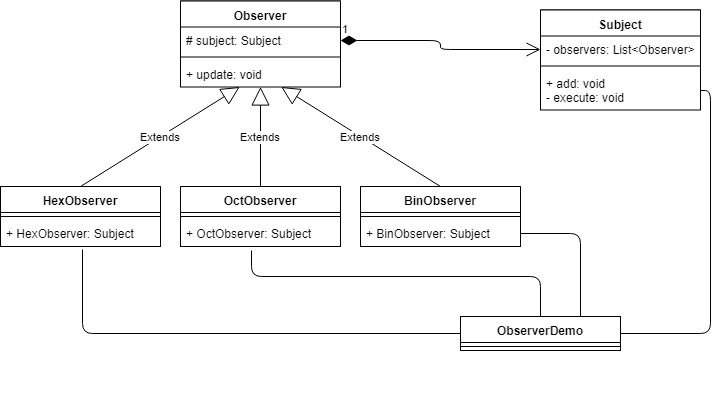 Observer
# subject: Subject
+ update: void
1
Subject
- observers: List<Observer>
+ add: void
- execute: void
Extends
Extends
Extends
HexObserver
+ HexObserver: Subject
OctObserver
+ OctObserver: Subject
BinObserver
+ BinObserver: Subject
ObserverDemo